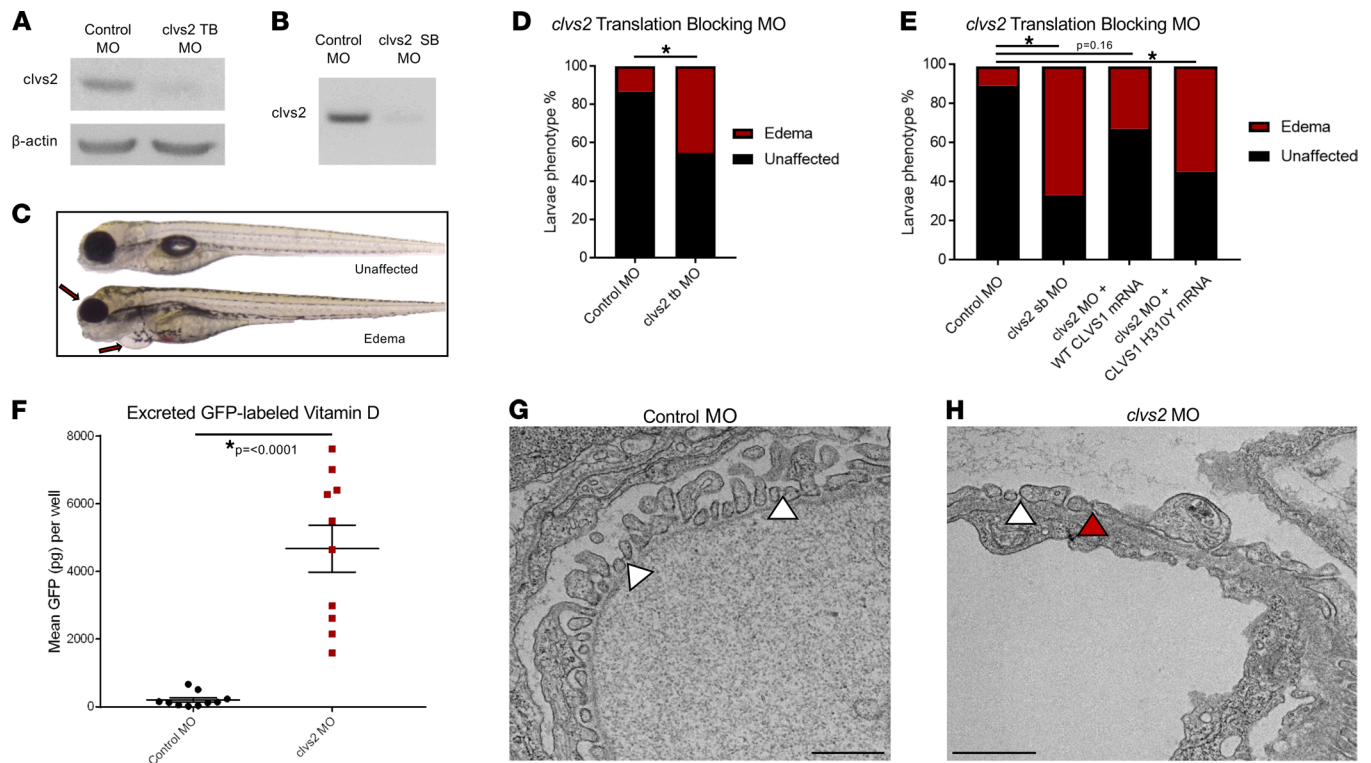 A
Control
MO
clvs2 TB
MO
clvs2
β-actin
B
Control
MO
clvs2 SB
MO
clvs2
C
Unaffected
Edema
D
clvs2 Translation Blocking MO
*
Larvae phenotype %
100
80
60
40
20
0
Control MO
clvs2 tb MO
Edema
Unaffected
E
clvs2 Translation Blocking MO
*
p=0.16
*
Larvae phenotype %
100
80
60
40
20
0
Control MO
clvs2 sb MO
clvs2 MO +
WT CLVS1 mRNA
clvs2 MO +
CLVS1 H310Y mRNA
Edema
Unaffected
F
Excreted GFP-labeled Vitamin D
*p=<0.0001
Mean GFP (pg) per well
8000
6000
4000
2000
0
Control MO
clvs2 MO
G
Control MO
H
clvs2 MO